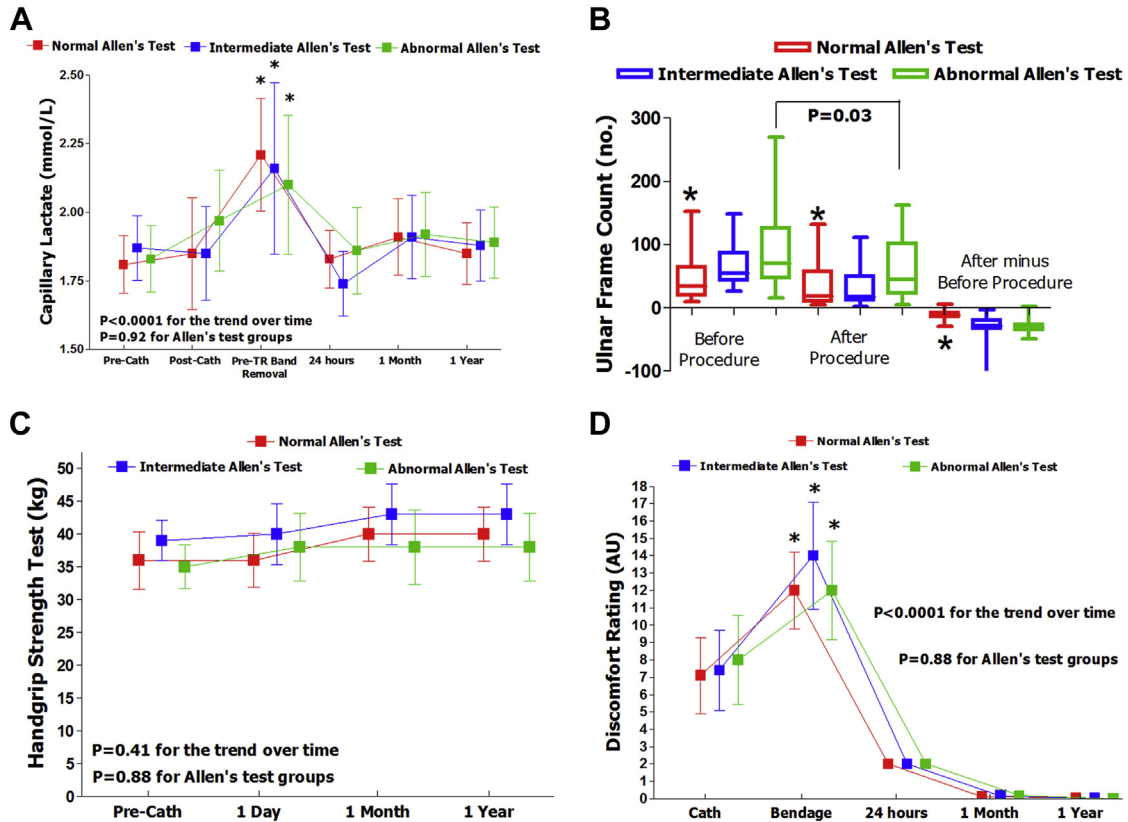 A
Normal Allen's Test Intermediate Allen's Test Abnormal Allen's Test
Capillary Lactate (mmol/L)
2.50
2.25
2.00
1.75
1.50
* * *
P<0.0001 for the trend over time
P=0.92 for Allen's test groups
Pre-Cath Post-Cath Pre-TR Band 24 hours 1 Month 1 Year
Removal
B
Normal Allen's Test
Intermediate Allen's Test Abnormal Allen's Test
Ulnar Frame Count (no.)
300
200
100
0
-100
P=0.03
* *
After minus
Before Procedure
Before
Procedure
After
Procedure
*
C
Normal Allen's Test
Intermediate Allen's Test Abnormal Allen's Test
Handgrip Strength Test (kg)
50
45
40
35
30
25
20
15
10
5
0
P=0.41 for the trend over time
P=0.88 for Allen's test groups
Pre-Cath 1 Day 1 Month 1 Year
D
Normal Allen's Test
Intermediate Allen's Test Abnormal Allen's Test
Discomfort Rating (AU)
18
17
16
15
14
13
12
11
10
9
8
7
6
5
4
3
2
1
0
* * *
P<0.0001 for the trend over time
P=0.88 for Allen's test groups
Cath Bendage 24 hours 1 Month 1 Year